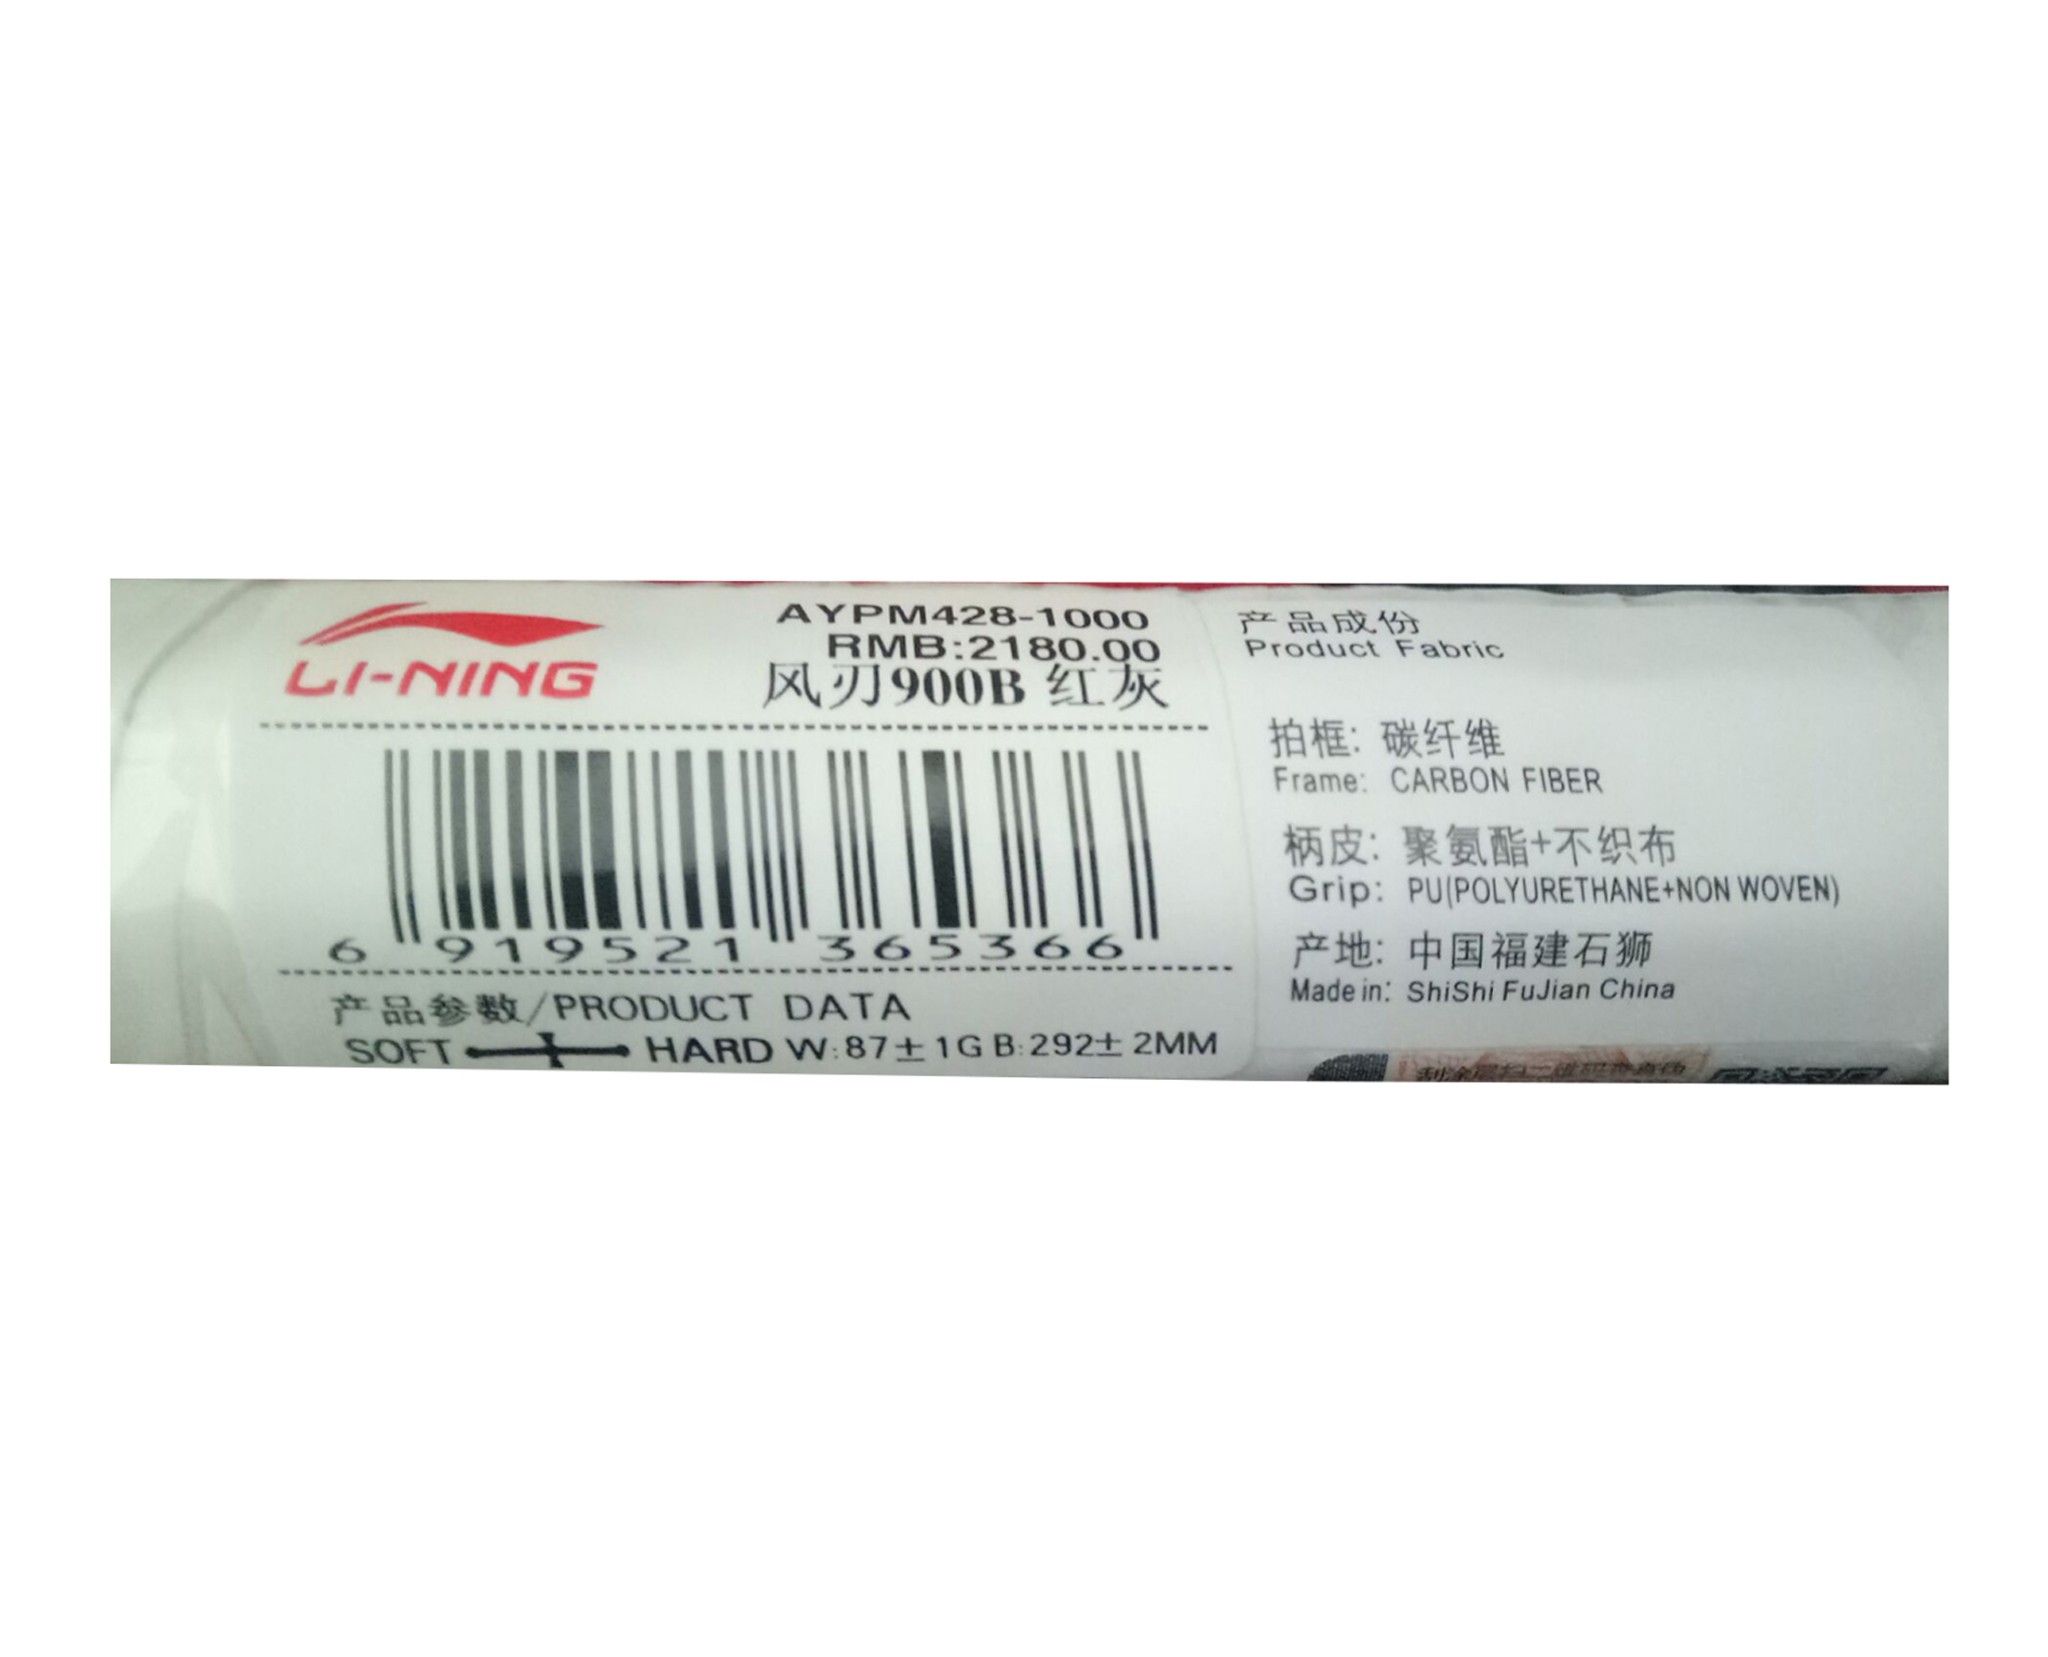 LI-NING
AYPM428-1000
RMB:2180.00
风刃900B 红灰
6 919521 365366
产品参数/PRODUCT DATA
SOFT HARD W:87±1G B:292±2MM
产品成份
Product Fabric
拍框: 碳纤维
Frame: CARBON FIBER
柄皮: 聚氨酯+不织布
Grip: PU(POLYURETHANE+NON WOVEN)
产地: 中国福建石狮
Made in: ShiShi FuJian China